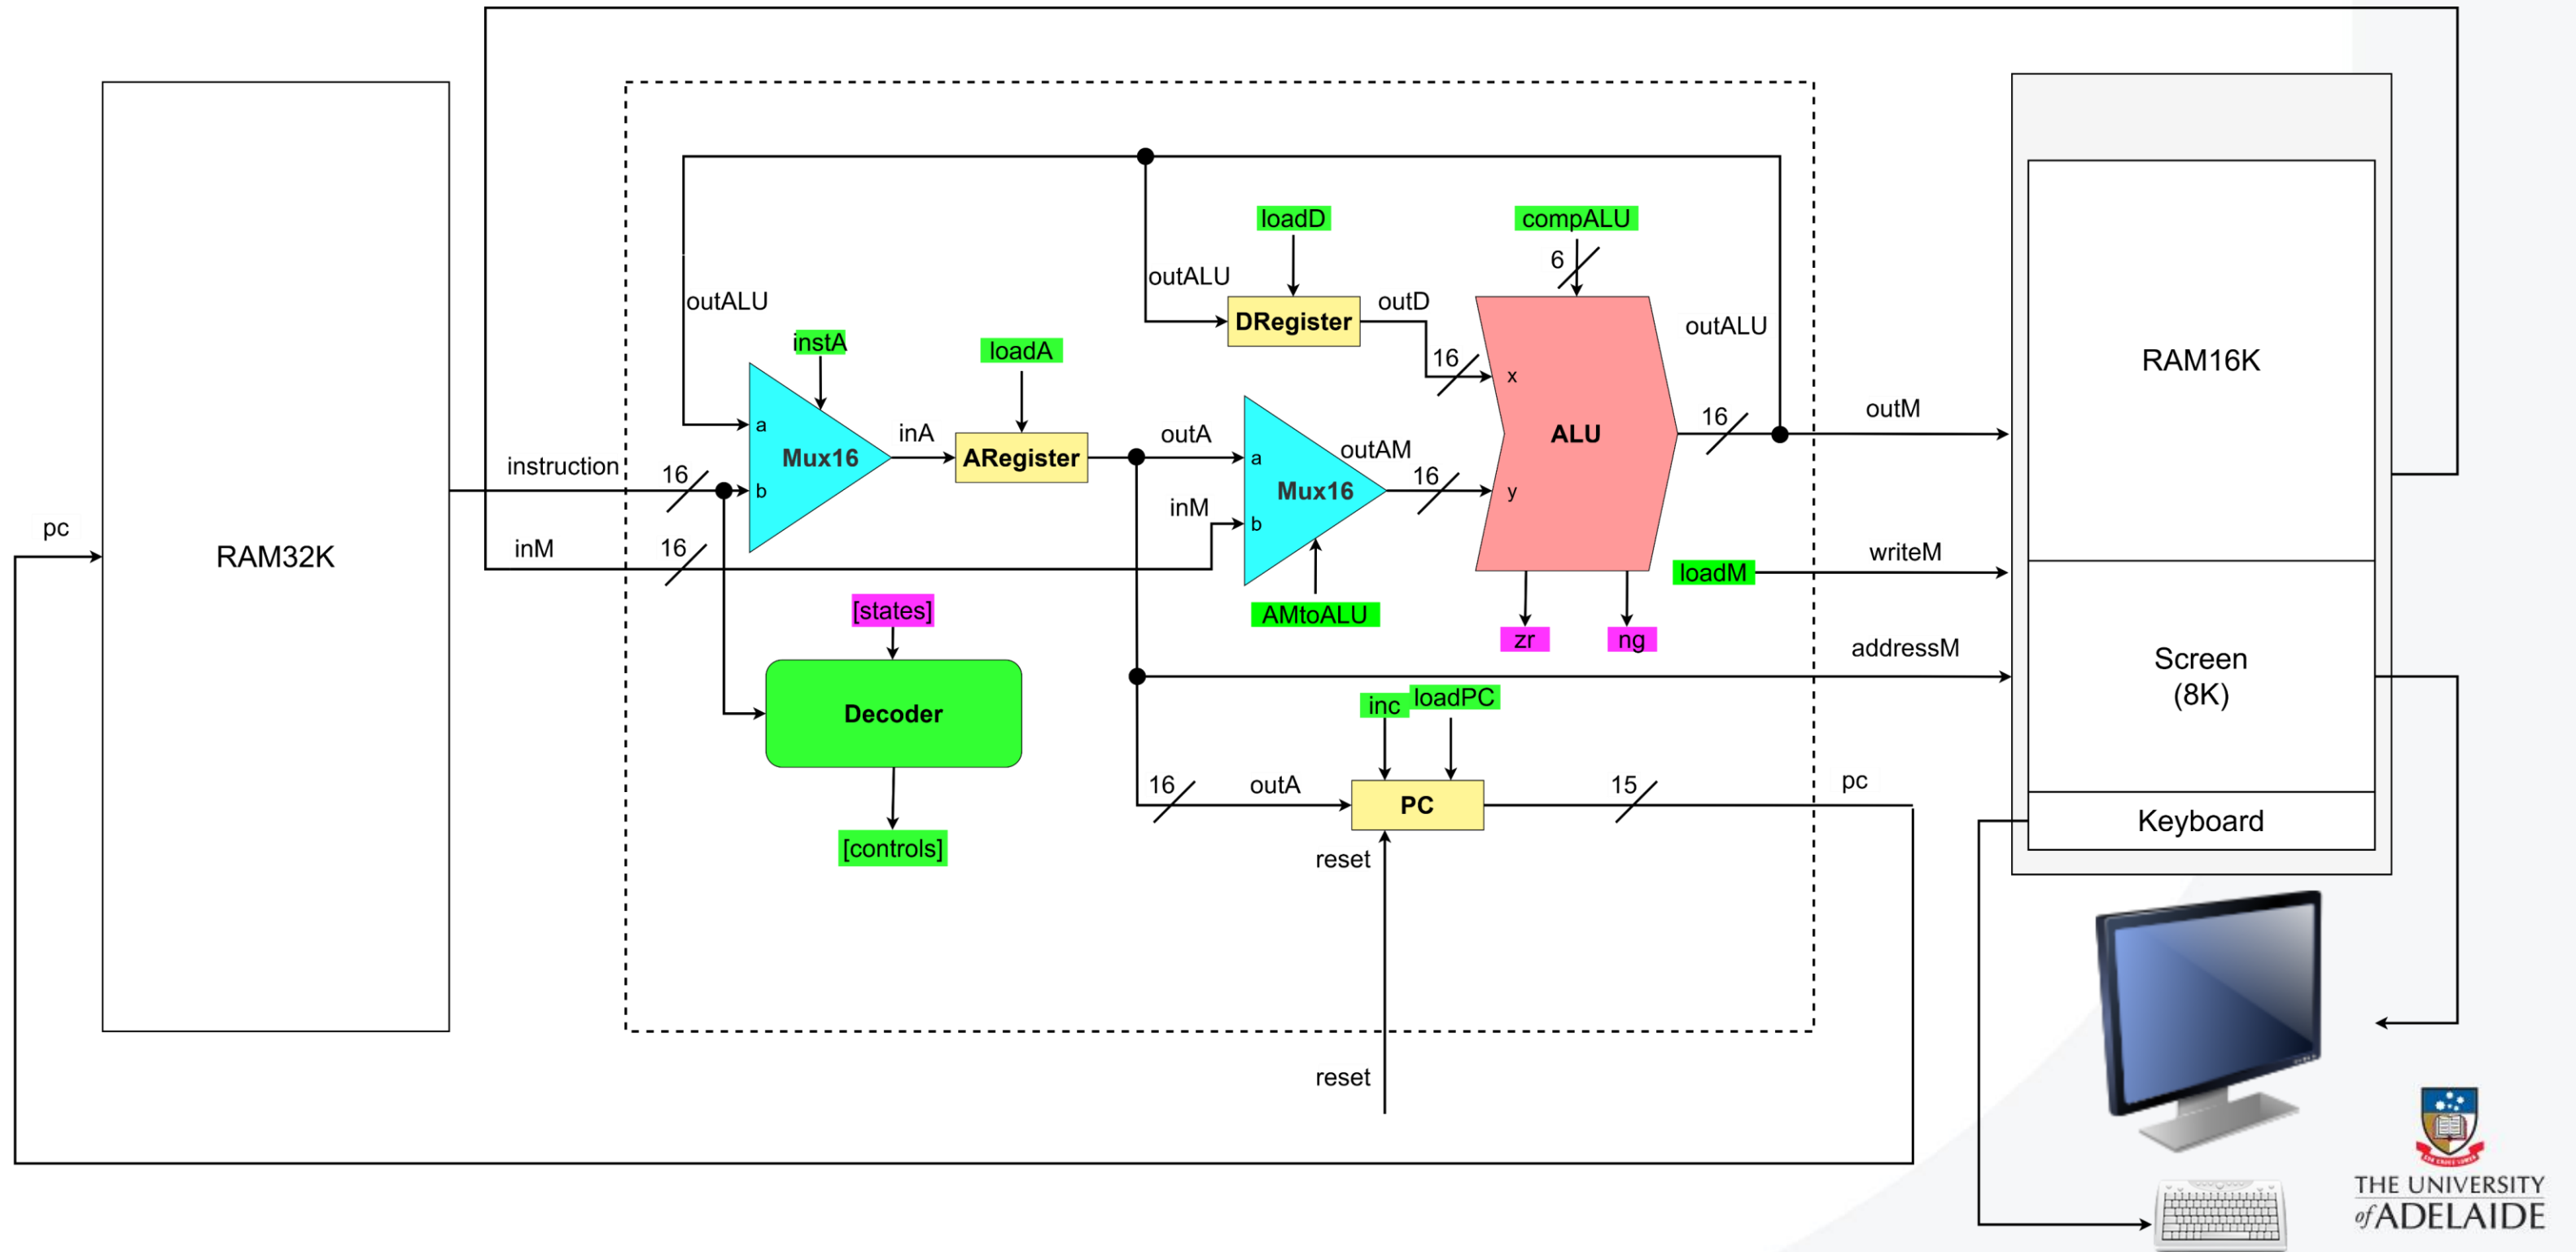 loadD
compALU
6
outALU
outALU
DRegister
outD
outALU
instA
loadA
16
x
RAM16K
a
Mux16
inA
ARegister
outA
a
outAM
ALU
16
outM
instruction
16
b
Mux16
16
y
inM
b
pc
RAM32K
inM
16
loadM
writeM
[states]
AMtoALU
zr
ng
addressM
Screen
(8K)
Decoder
inc
loadPC
16
outA
PC
15
pc
Keyboard
[controls]
reset
reset
THE UNIVERSITY
of ADELAIDE